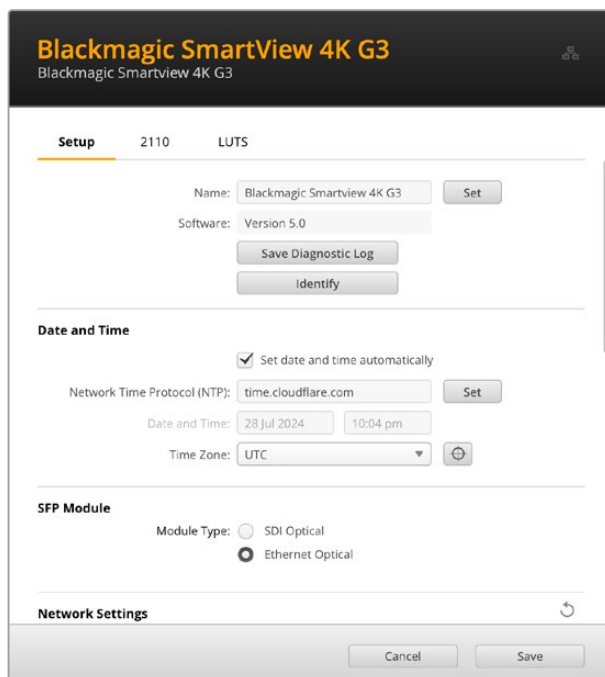 Blackmagic SmartView 4K G3
Blackmagic Smartview 4K G3
Setup 2110 LUTS
Name: Blackmagic Smartview 4K G3 Set
Software: Version 5.0
Save Diagnostic Log
Identify
Date and Time
Set date and time automatically
Network Time Protocol (NTP): time.cloudflare.com Set
Date and Time: 28 Jul 2024 10:04 pm
Time Zone: UTC
SFP Module
Module Type: SDI Optical
Ethernet Optical
Network Settings
Cancel Save